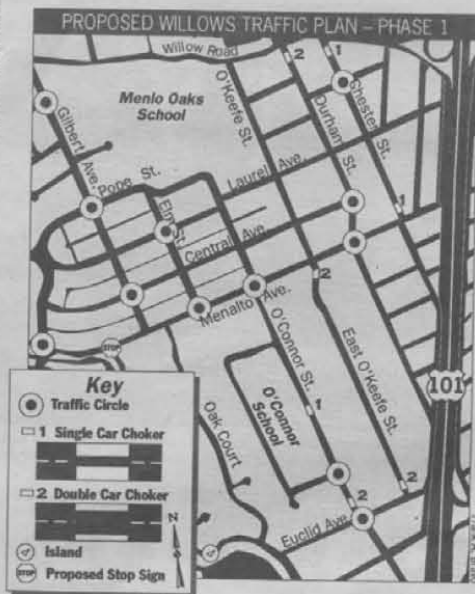 PROPOSED WILLOWS TRAFFIC PLAN – PHASE 1
Willow Road
2
1
Menlo Oaks
School
O'Keefe St.
Durham St.
Chester St.
Gilbert Ave.
Pope St.
Laurel Ave.
Elm St.
1
Central Ave.
Menalto Ave.
2
STOP
O'Connor St.
East O'Keefe St.
101
O'Connor
School
1
Oak Court
2
2
Euclid Ave.
Key
Traffic Circle
1 Single Car Choker
2 Double Car Choker
N
Island
STOP Proposed Stop Sign